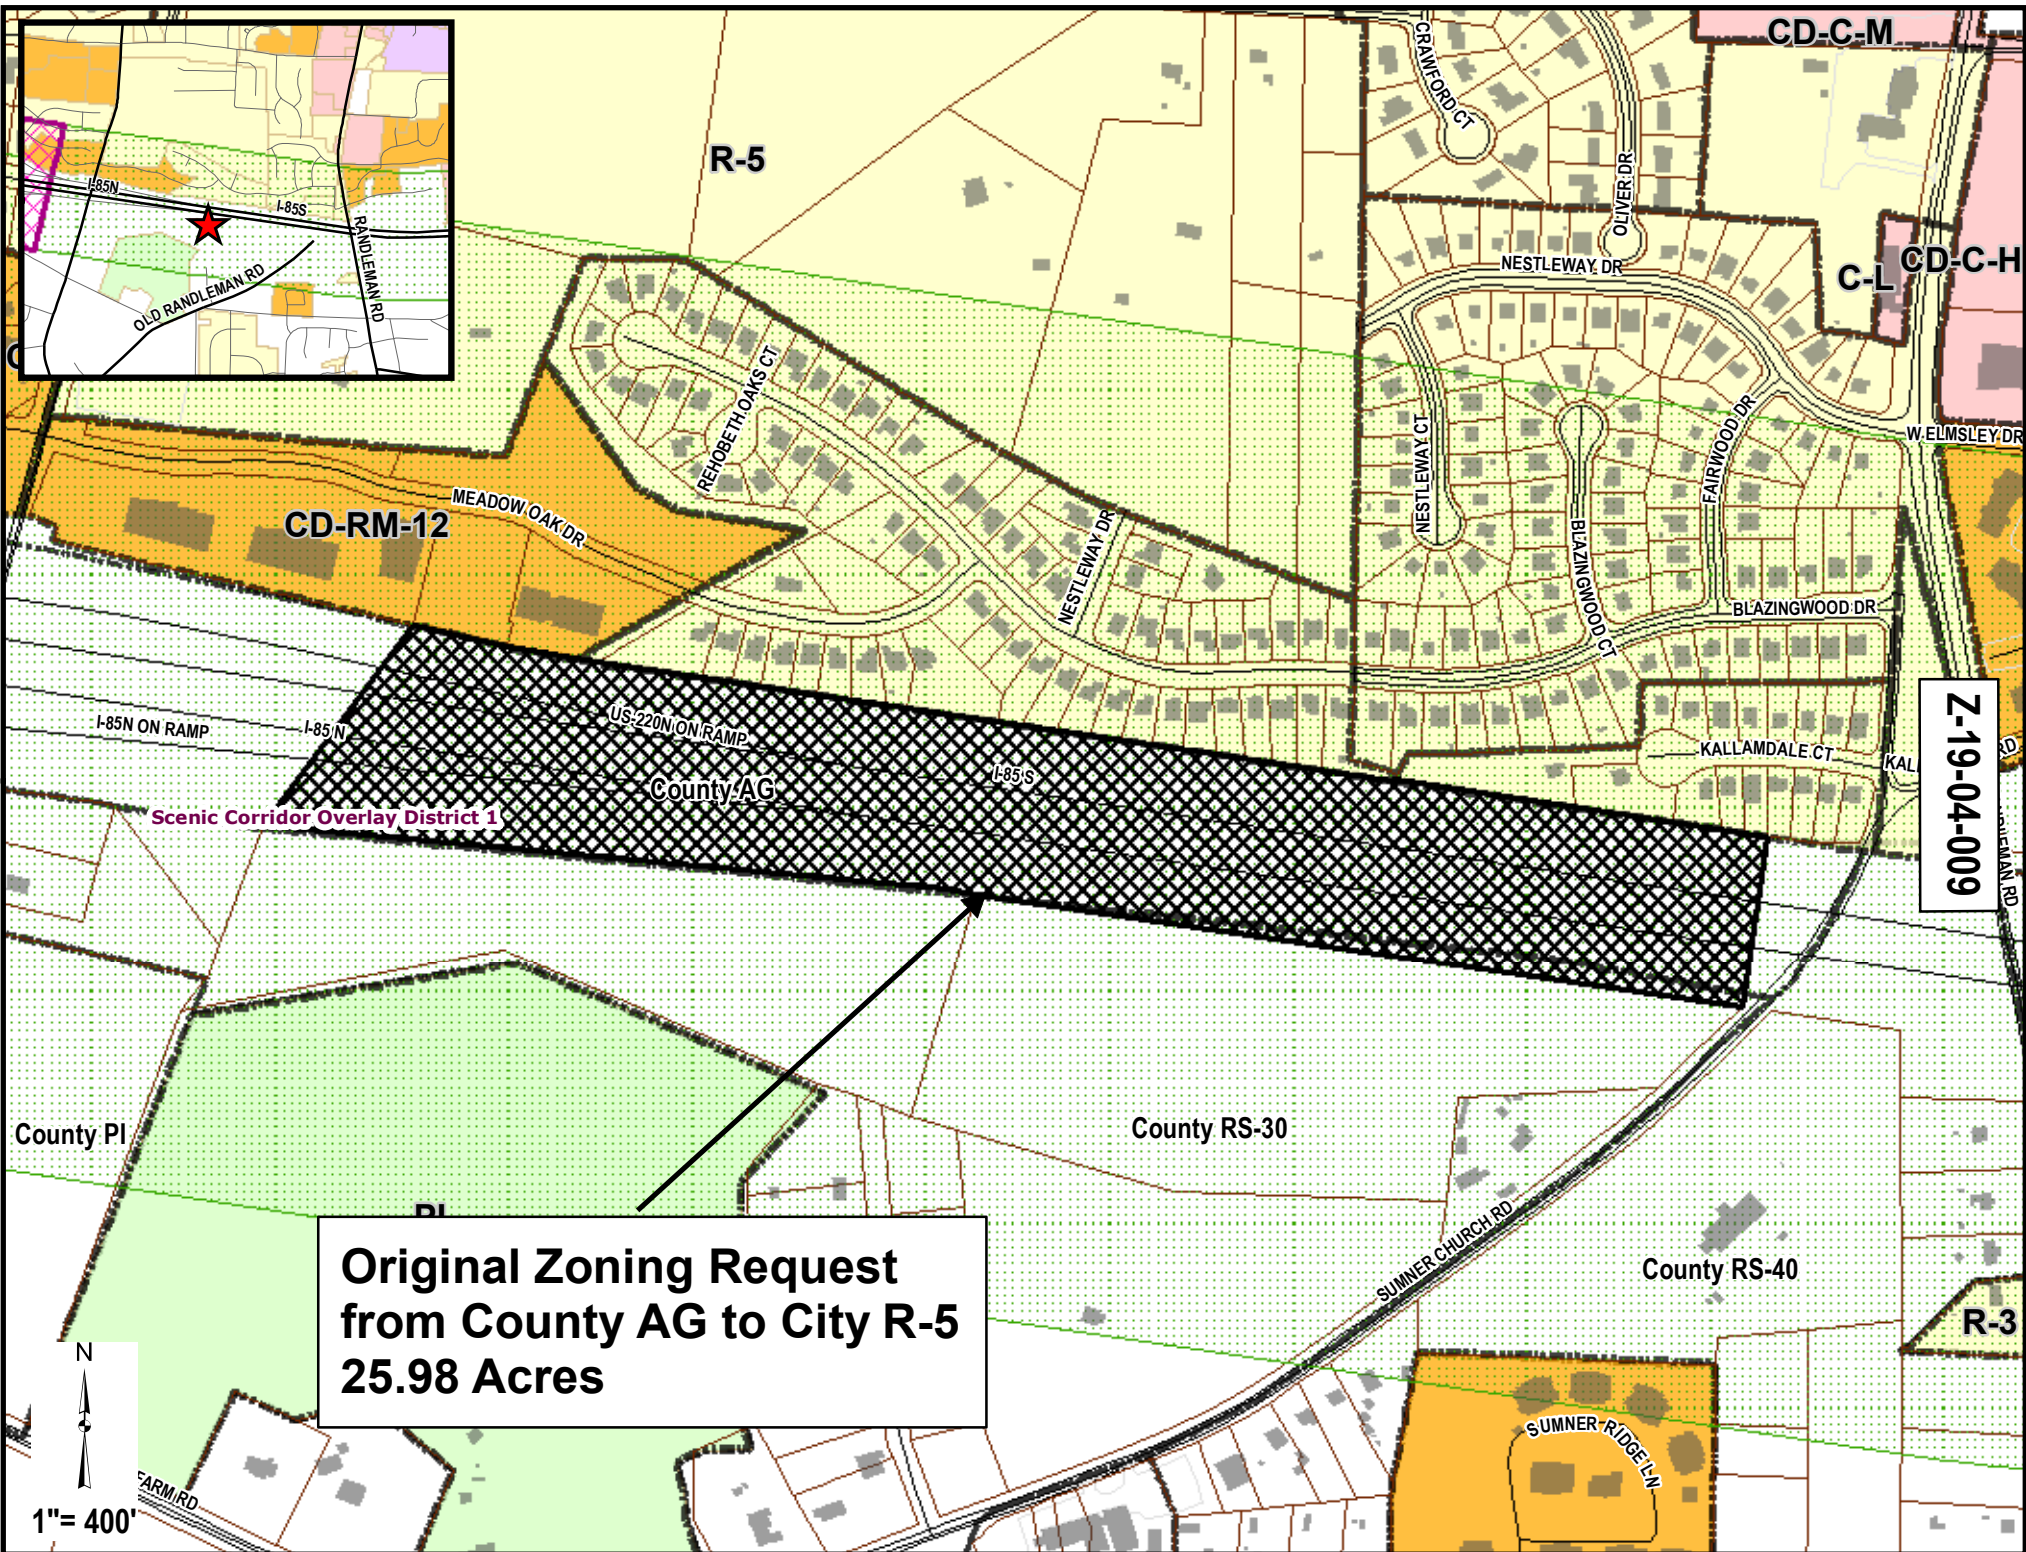 CD-C-M
CRAWFORD CT
R-5
OLIVER DR
I-85N
I-85S
RANDLEMAN RD
OLD RANDLEMAN RD
NESTLEWAY DR
C-L
CD-C-H
REHOBETH OAKS CT
NESTLEWAY CT
FAIRWOOD DR
W ELMSLEY DR
MEADOW OAK DR
CD-RM-12
NESTLEWAY DR
BLAZINGWOOD CT
BLAZINGWOOD DR
I-85N ON RAMP
I-85 N
US-220N ON RAMP
I-85 S
KALLAMDALE CT
KAL
RD
Z-19-04-009
County AG
Scenic Corridor Overlay District 1
RD
County PI
County RS-30
PI
SUMNER CHURCH RD
County RS-40
R-3
Original Zoning Request
from County AG to City R-5
25.98 Acres
N
1"= 400'
FARM RD
SUMNER RIDGE LN